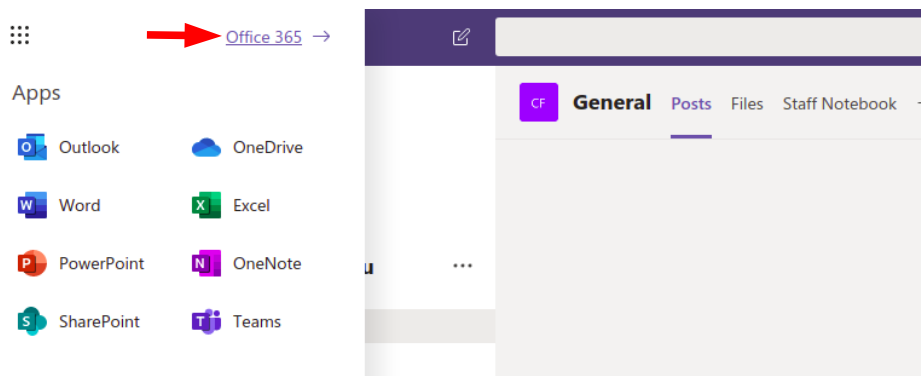 Office 365 →
CF General Posts Files Staff Notebook
Apps
Outlook OneDrive
Word Excel
PowerPoint OneNote
u ...
SharePoint Teams